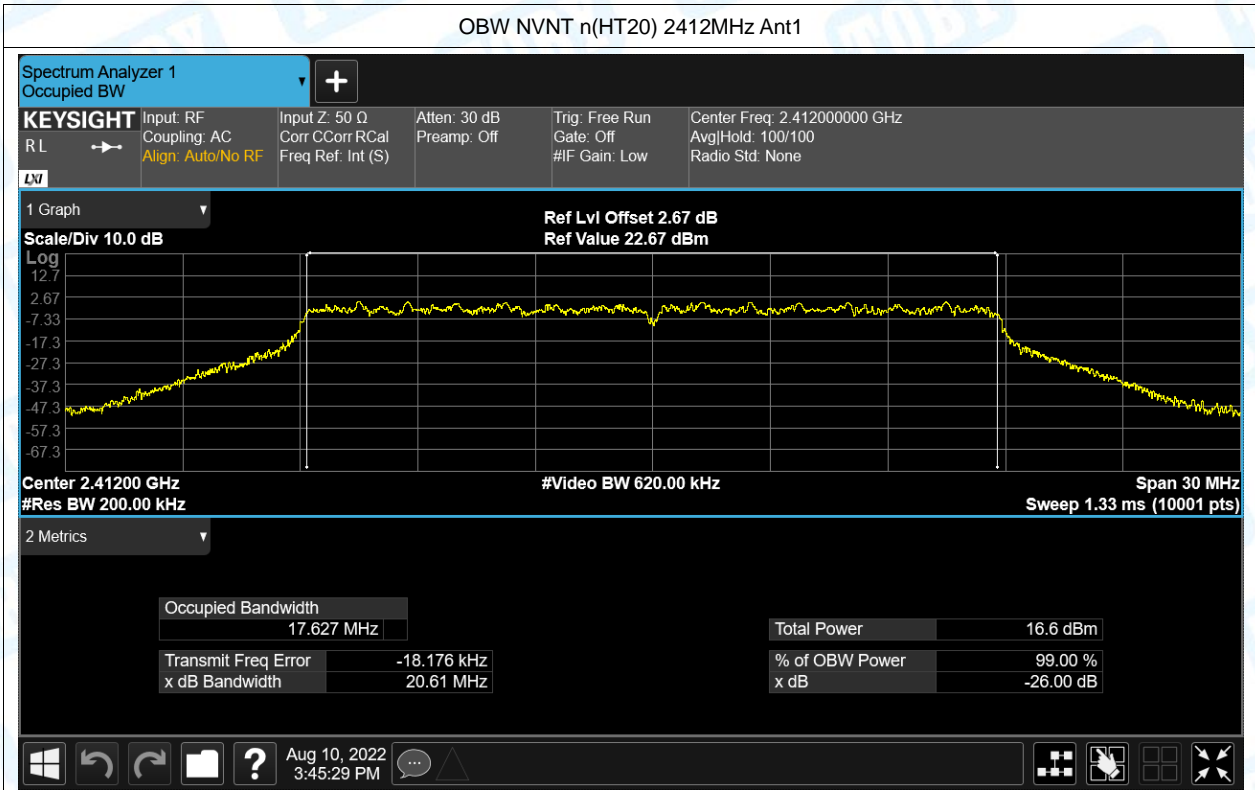 OBW NVNT n(HT20) 2412MHz Ant1
Spectrum Analyzer 1
Occupied BW
KEYSIGHT
R L
LXI
Input: RF
Coupling: AC
Align: Auto/No RF
Input Z: 50 Ω
Corr CCorr RCal
Freq Ref: Int (S)
Atten: 30 dB
Preamp: Off
Trig: Free Run
Gate: Off
#IF Gain: Low
Center Freq: 2.412000000 GHz
Avg|Hold: 100/100
Radio Std: None
1 Graph
Scale/Div 10.0 dB
Ref Lvl Offset 2.67 dB
Ref Value 22.67 dBm
Log
12.7
2.67
-7.33
-17.3
-27.3
-37.3
-47.3
-57.3
-67.3
Center 2.41200 GHz
#Res BW 200.00 kHz
#Video BW 620.00 kHz
Span 30 MHz
Sweep 1.33 ms (10001 pts)
2 Metrics
Occupied Bandwidth
17.627 MHz
Transmit Freq Error -18.176 kHz
x dB Bandwidth 20.61 MHz
Total Power 16.6 dBm
% of OBW Power 99.00 %
x dB -26.00 dB
Aug 10, 2022
3:45:29 PM